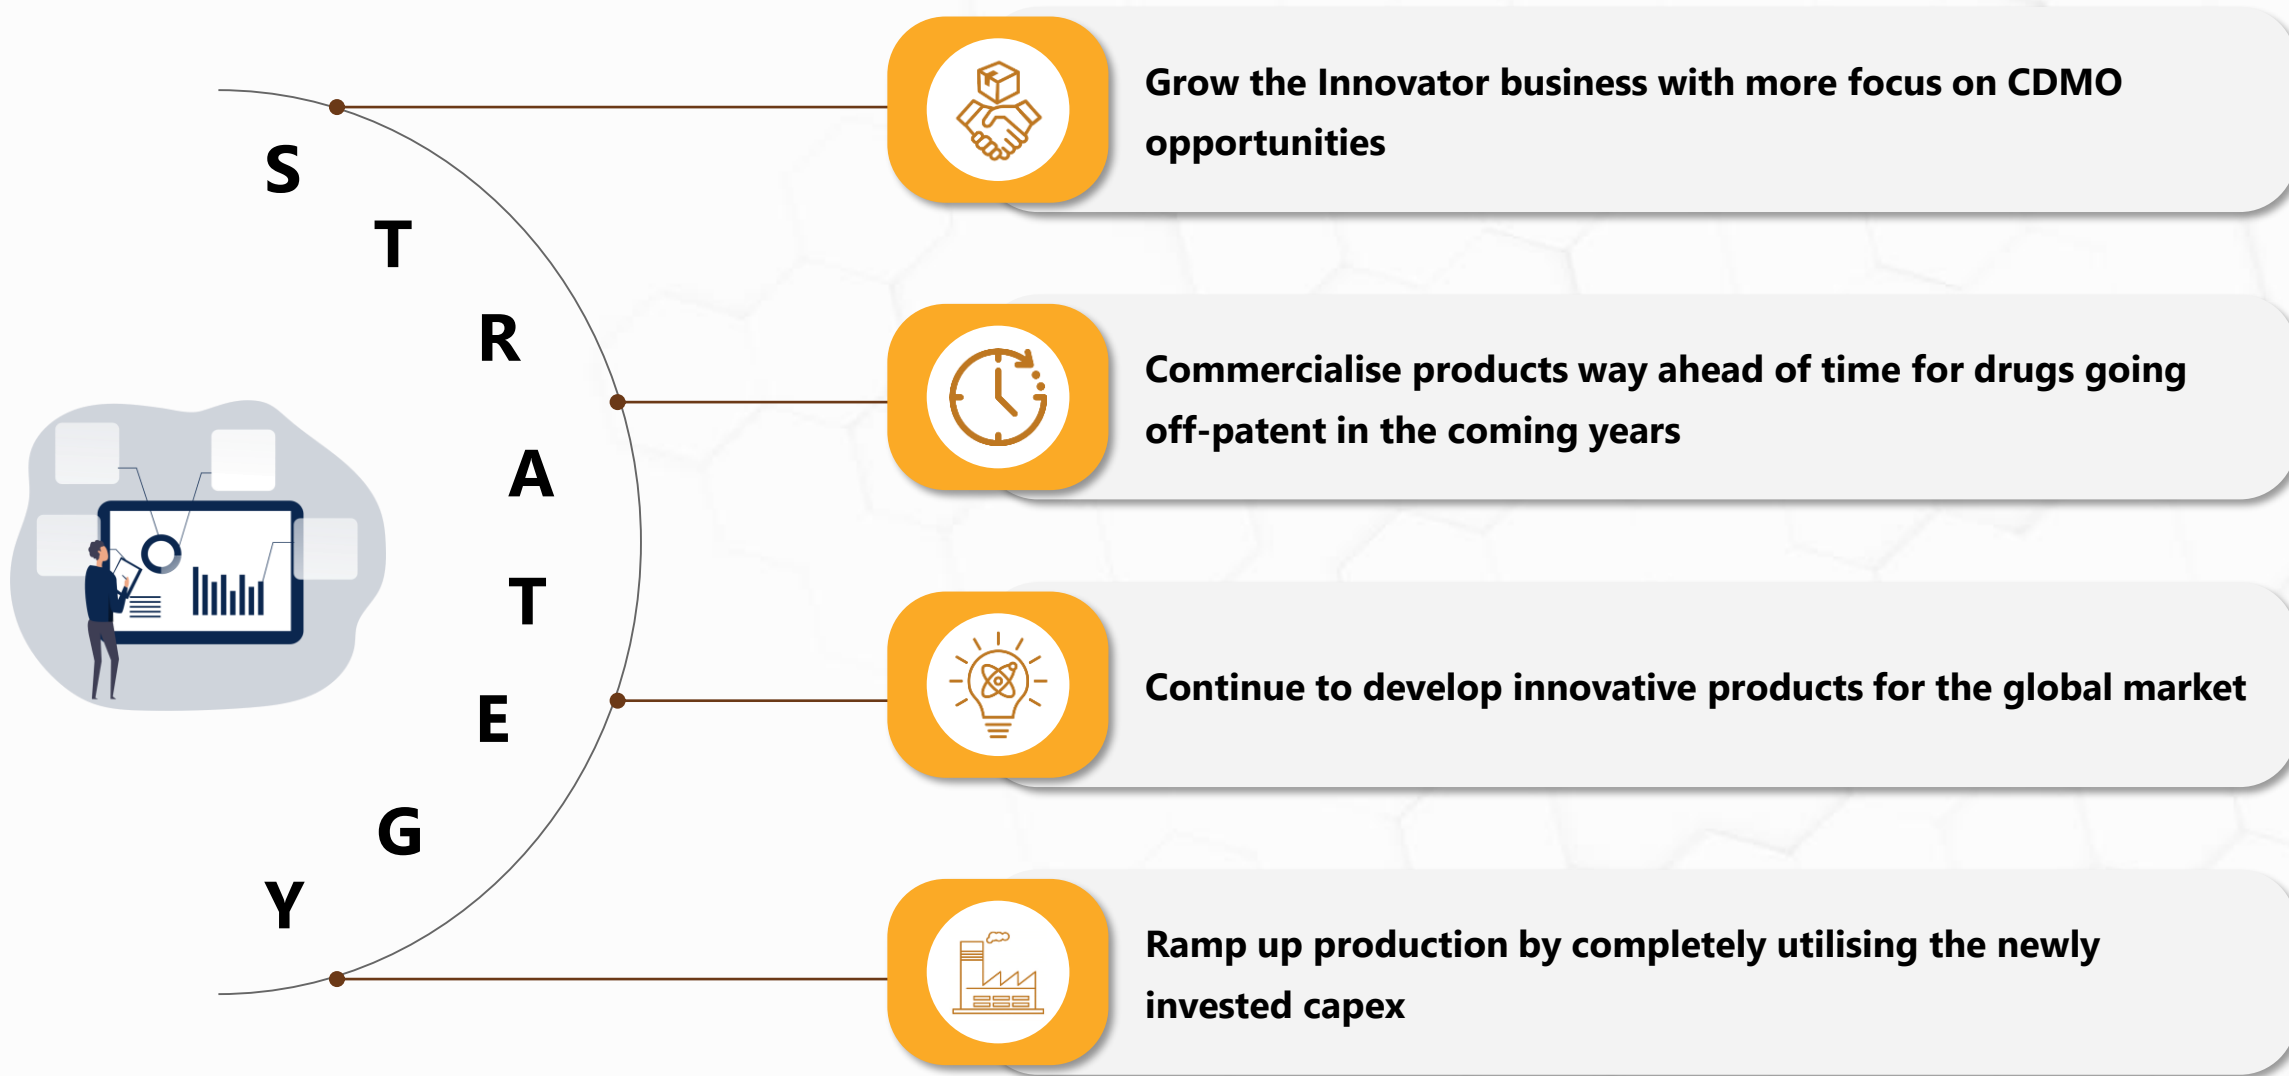 S
T
R
A
T
E
G
Y
Grow the Innovator business with more focus on CDMO
opportunities
Commercialise products way ahead of time for drugs going
off-patent in the coming years
Continue to develop innovative products for the global market
Ramp up production by completely utilising the newly
invested capex